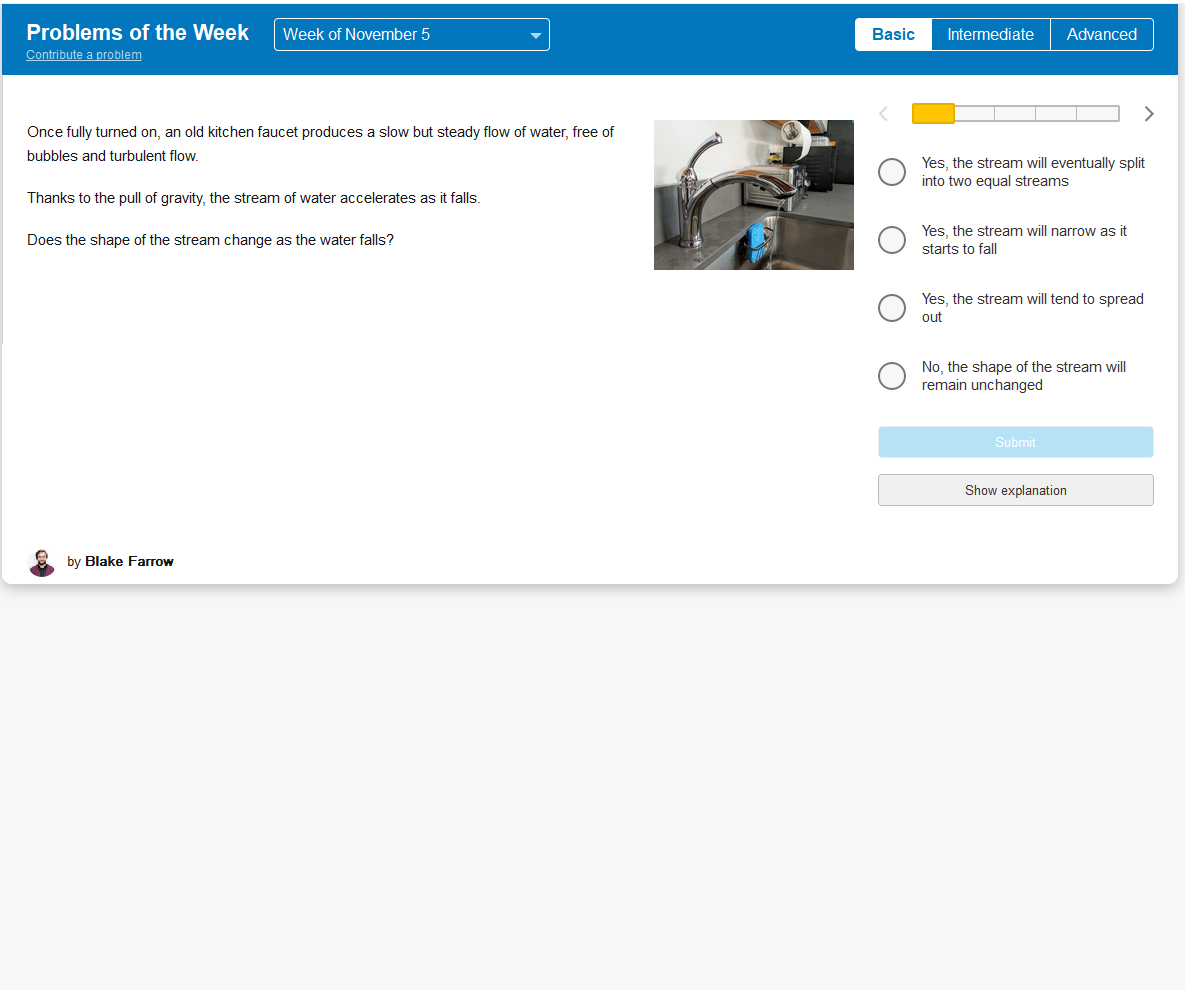 Problems of the Week
Contribute a problem
Week of November 5
Basic
Intermediate
Advanced
Once fully turned on, an old kitchen faucet produces a slow but steady flow of water, free of
bubbles and turbulent flow.
Thanks to the pull of gravity, the stream of water accelerates as it falls.
Does the shape of the stream change as the water falls?
Yes, the stream will eventually split
into two equal streams
Yes, the stream will narrow as it
starts to fall
Yes, the stream will tend to spread
out
No, the shape of the stream will
remain unchanged
Submit
Show explanation
by Blake Farrow